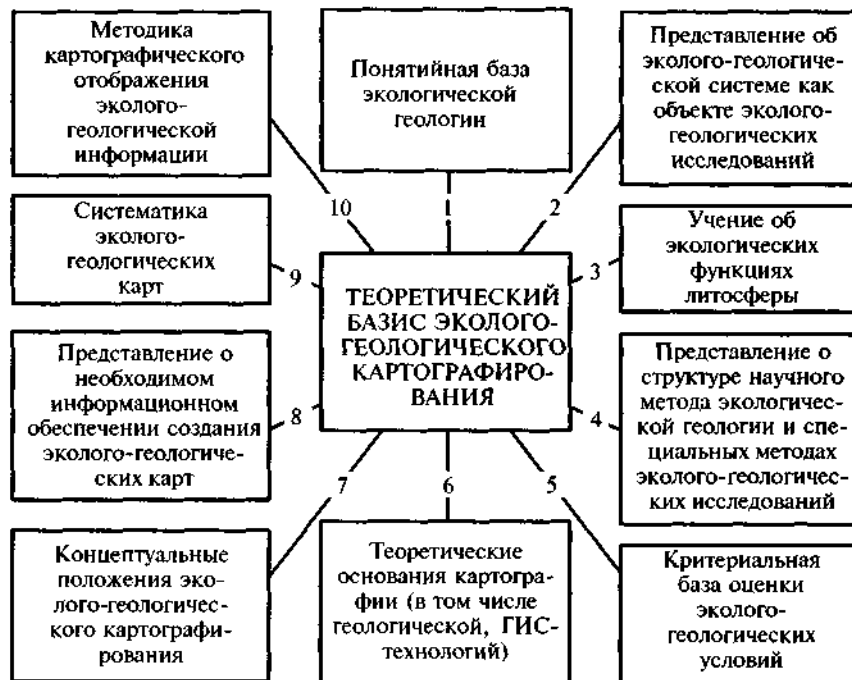 Методика
картографического
отображения
эколого-
геологической
информации
Понятийная база
экологической
геологии
Представление об
эколого-геологиче-
ской системе как
объекте эколого-
геологических
исследований
10
1
2
Систематика
эколого-
геологических
карт
9
ТЕОРЕТИЧЕСКИЙ
БАЗИС ЭКОЛОГО-
ГЕОЛОГИЧЕСКОГО
КАРТОГРАФИРО-
ВАНИЯ
3
Учение об
экологических
функциях
литосферы
Представление о
необходимом
информационном
обеспечении создания
эколого-геологиче-
ских карт
8
4
Представление о
структуре научного
метода экологичес-
кой геологии и спе-
циальных методах
эколого-геологичес-
ких исследований
7
6
5
Концептуальные
положения эко-
лого-геологичес-
кого картографи-
рования
Теоретические
основания картогра-
фии (в том числе
геологической, ГИС-
технологий)
Критериальная
база оценки
эколого-
геологических
условий